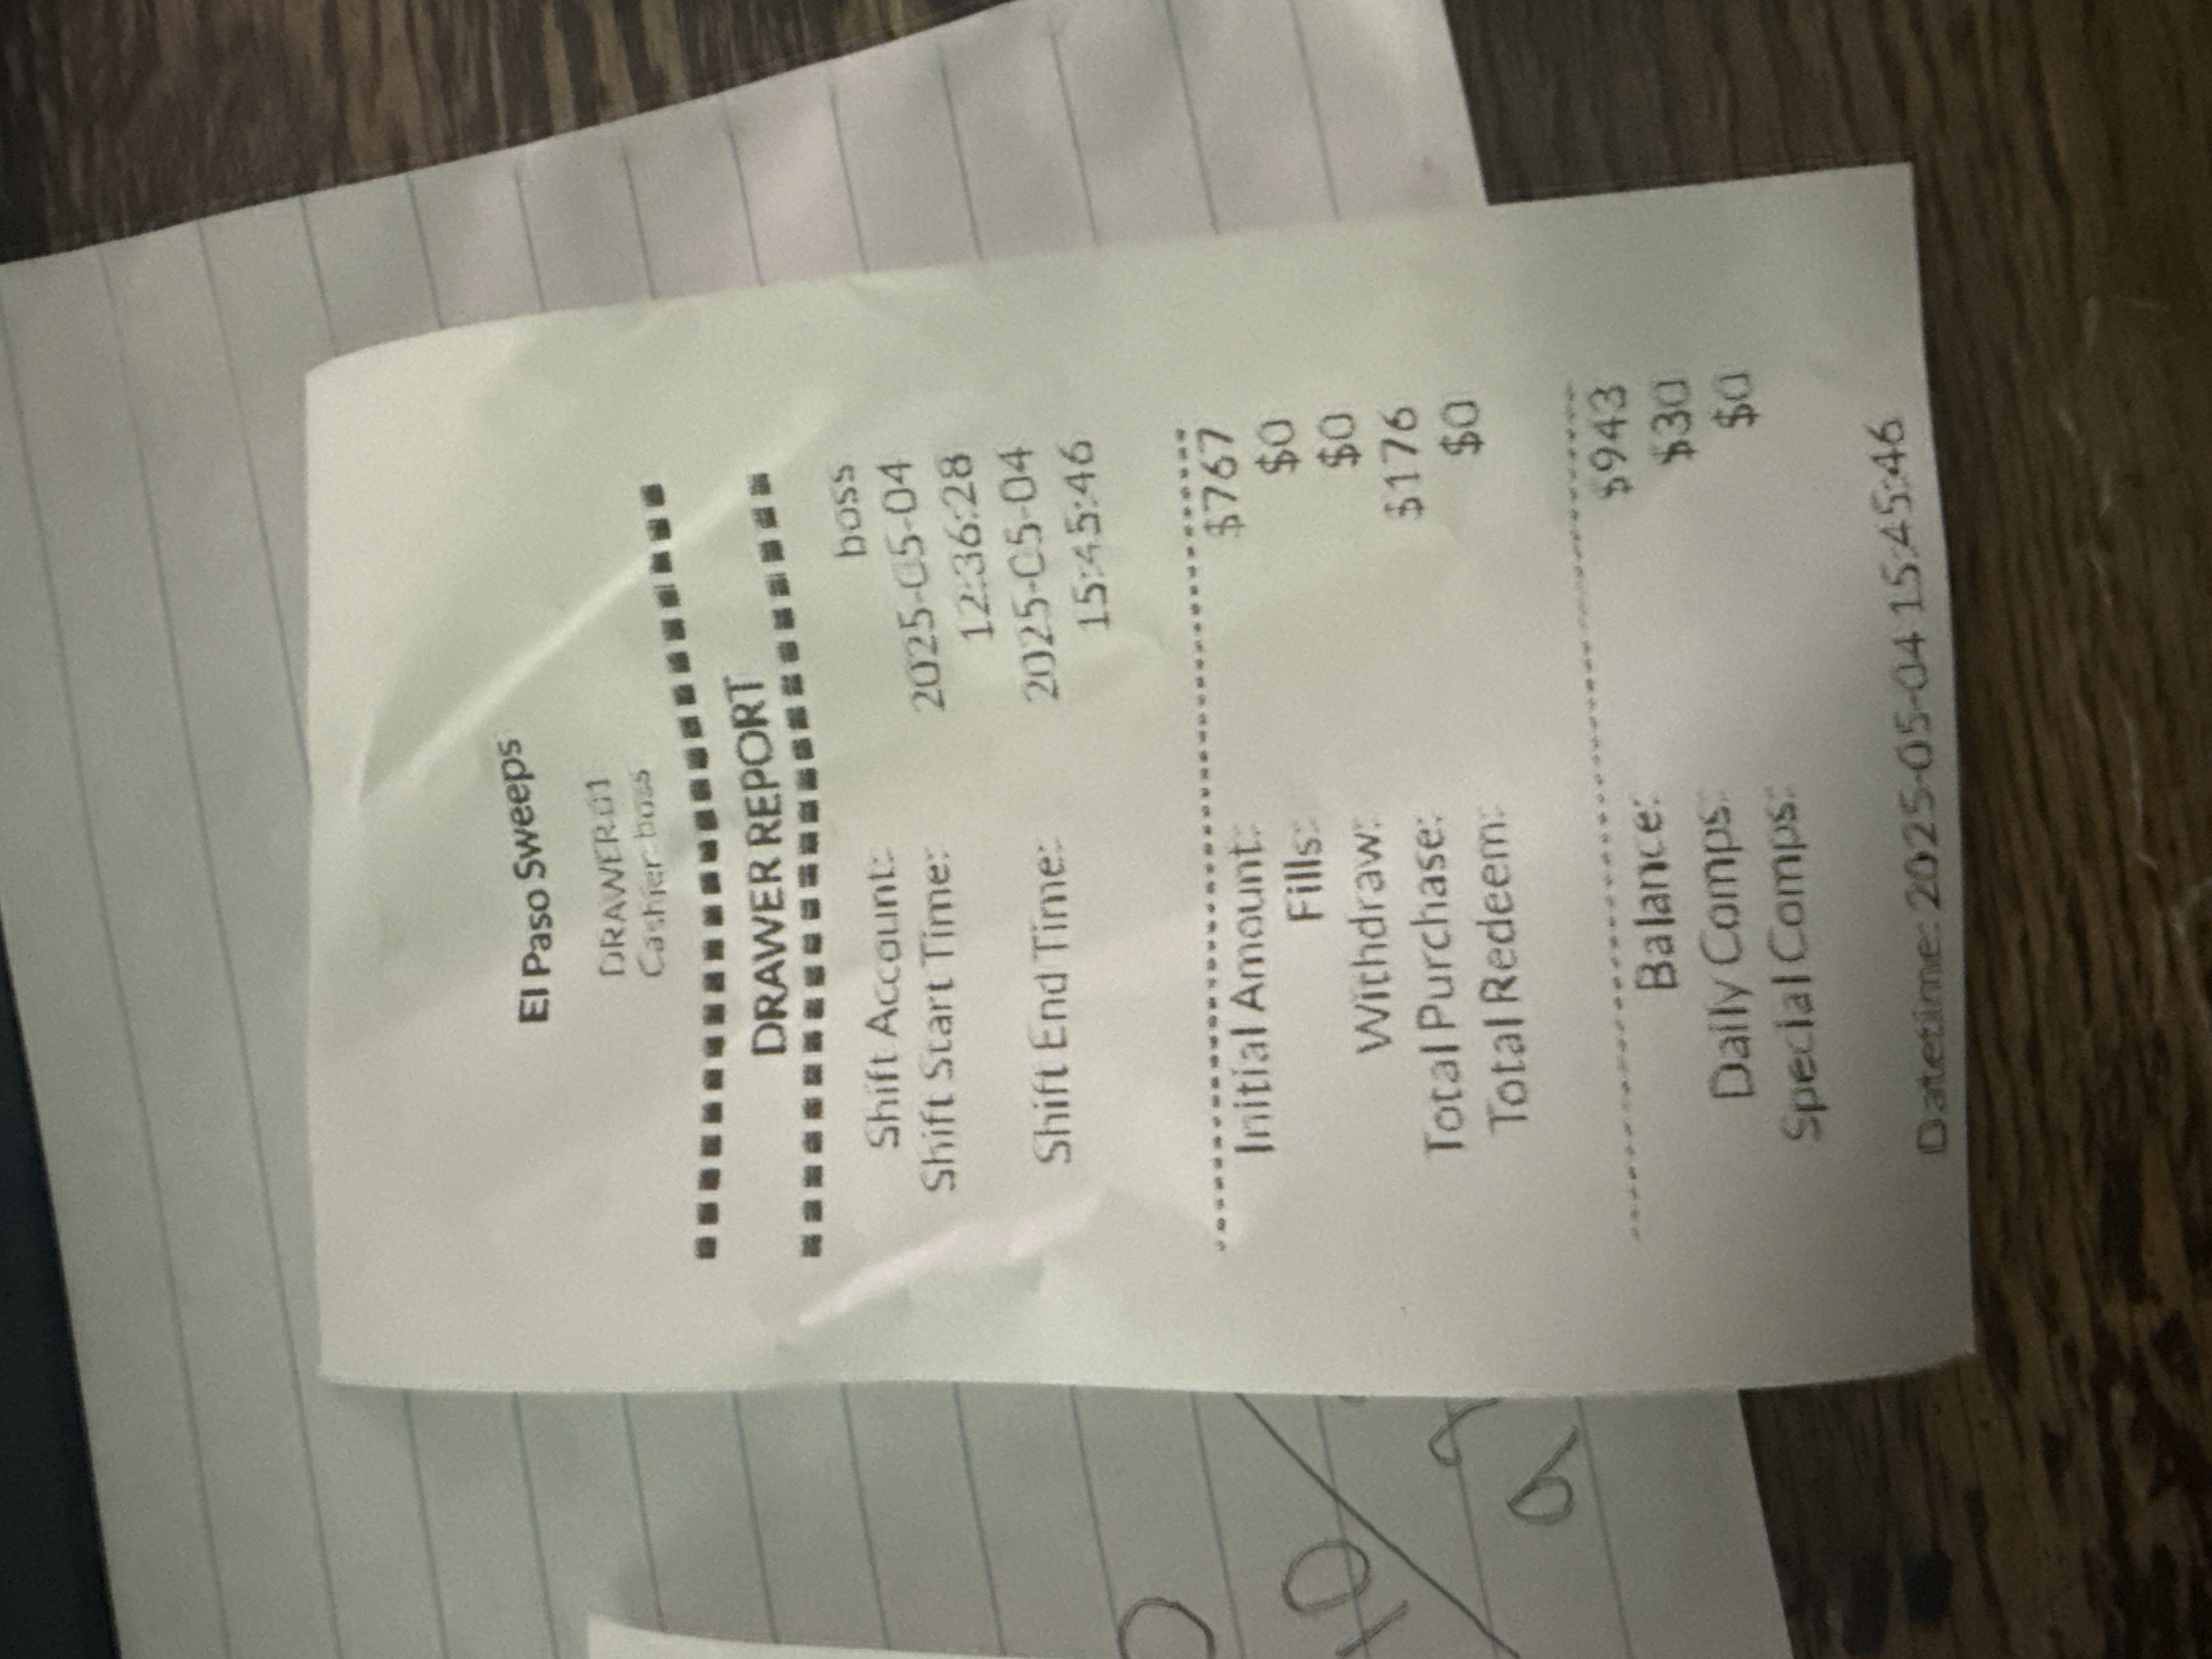 El Paso Sweeps
DRAWER:01
Cashier:boss
DRAWER REPORT
Shift Account: boss
Shift Start Time: 2025-05-04
12:36:28
Shift End Time: 2025-05-04
15:45:46
Initial Amount: $767
Fills: $0
Withdraw: $0
Total Purchase: $176
Total Redeem: $0
Balance: $943
Daily Comps: $30
Special Comps: $0
Datetime: 2025-05-04 15:45:46